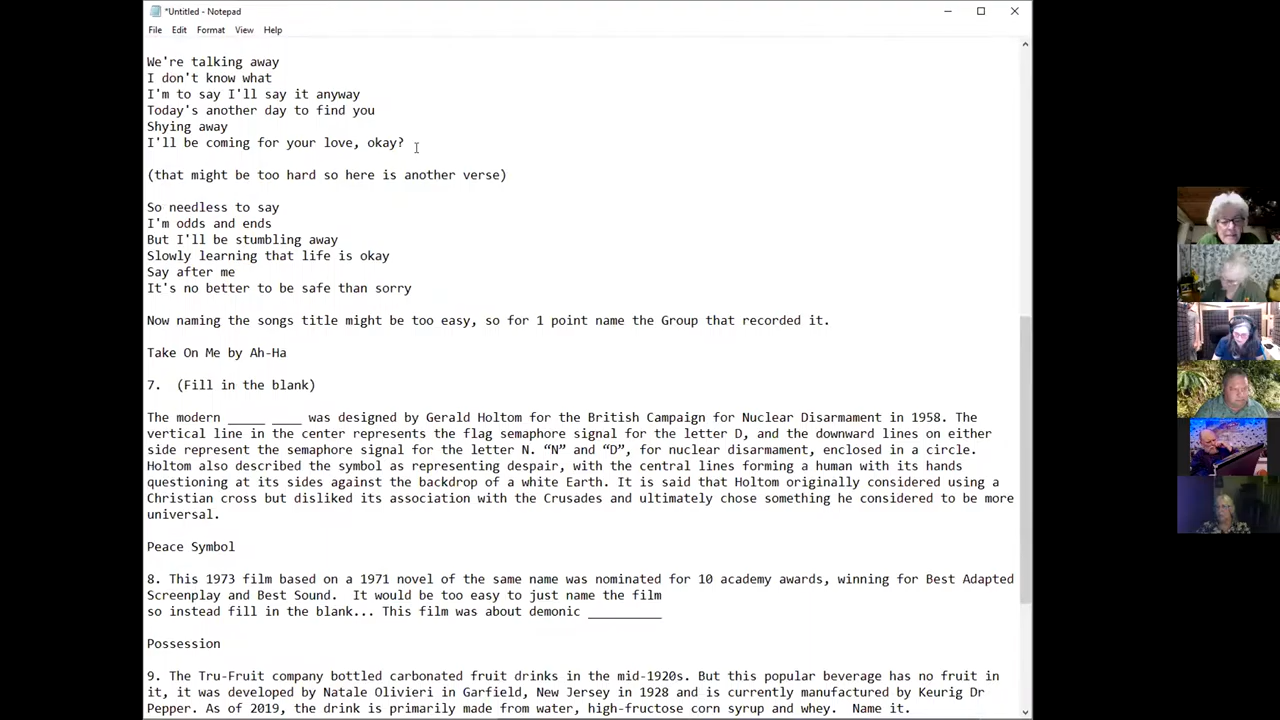 *Untitled - Notepad
File Edit Format View Help
We're talking away
I don't know what
I'm to say I'll say it anyway
Today's another day to find you
Shying away
I'll be coming for your love, okay?
(that might be too hard so here is another verse)
So needless to say
I'm odds and ends
But I'll be stumbling away
Slowly learning that life is okay
Say after me
It's no better to be safe than sorry
Now naming the songs title might be too easy, so for 1 point name the Group that recorded it.
Take On Me by Ah-Ha
7.  (Fill in the blank)
The modern _____ ____ was designed by Gerald Holtom for the British Campaign for Nuclear Disarmament in 1958. The
vertical line in the center represents the flag semaphore signal for the letter D, and the downward lines on either
side represent the semaphore signal for the letter N. “N” and “D”, for nuclear disarmament, enclosed in a circle.
Holtom also described the symbol as representing despair, with the central lines forming a human with its hands
questioning at its sides against the backdrop of a white Earth. It is said that Holtom originally considered using a
Christian cross but disliked its association with the Crusades and ultimately chose something he considered to be more
universal.
Peace Symbol
8. This 1973 film based on a 1971 novel of the same name was nominated for 10 academy awards, winning for Best Adapted
Screenplay and Best Sound.  It would be too easy to just name the film
so instead fill in the blank... This film was about demonic __________
Possession
9. The Tru-Fruit company bottled carbonated fruit drinks in the mid-1920s. But this popular beverage has no fruit in
it, it was developed by Natale Olivieri in Garfield, New Jersey in 1928 and is currently manufactured by Keurig Dr
Pepper. As of 2019, the drink is primarily made from water, high-fructose corn syrup and whey.  Name it.